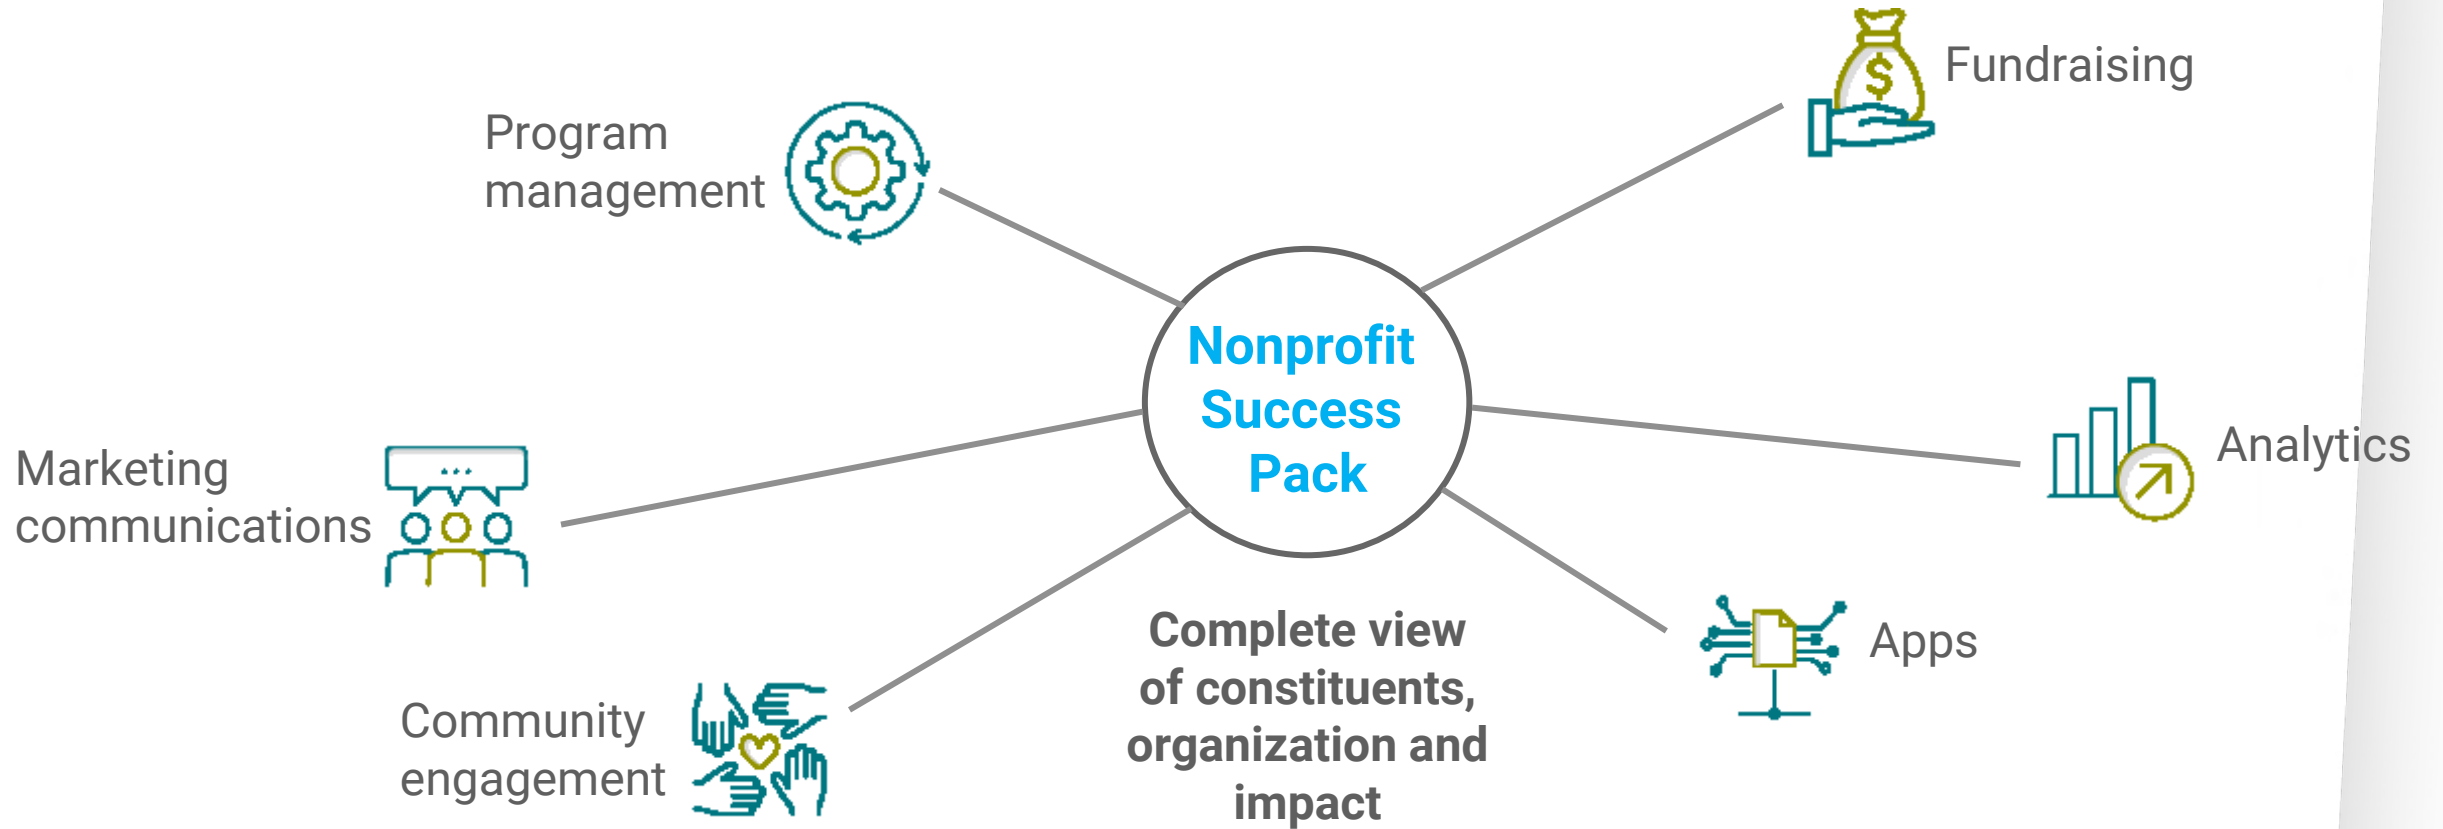 Fundraising
Program
management
Nonprofit
Success
Pack
Analytics
Marketing
communications
...
Complete view
of constituents,
organization and
impact
Apps
Community
engagement
$